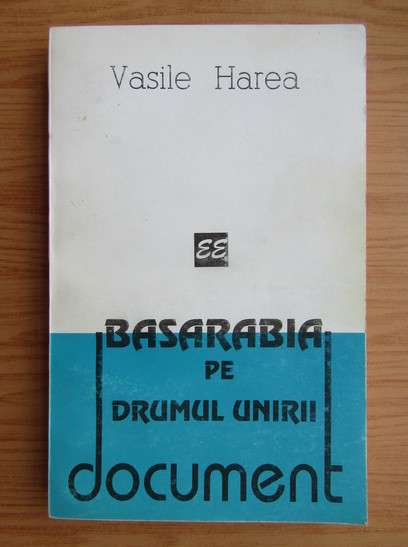 Vasile Harea
EE
BASARABIA
PE
DRUMUL UNIRII
document